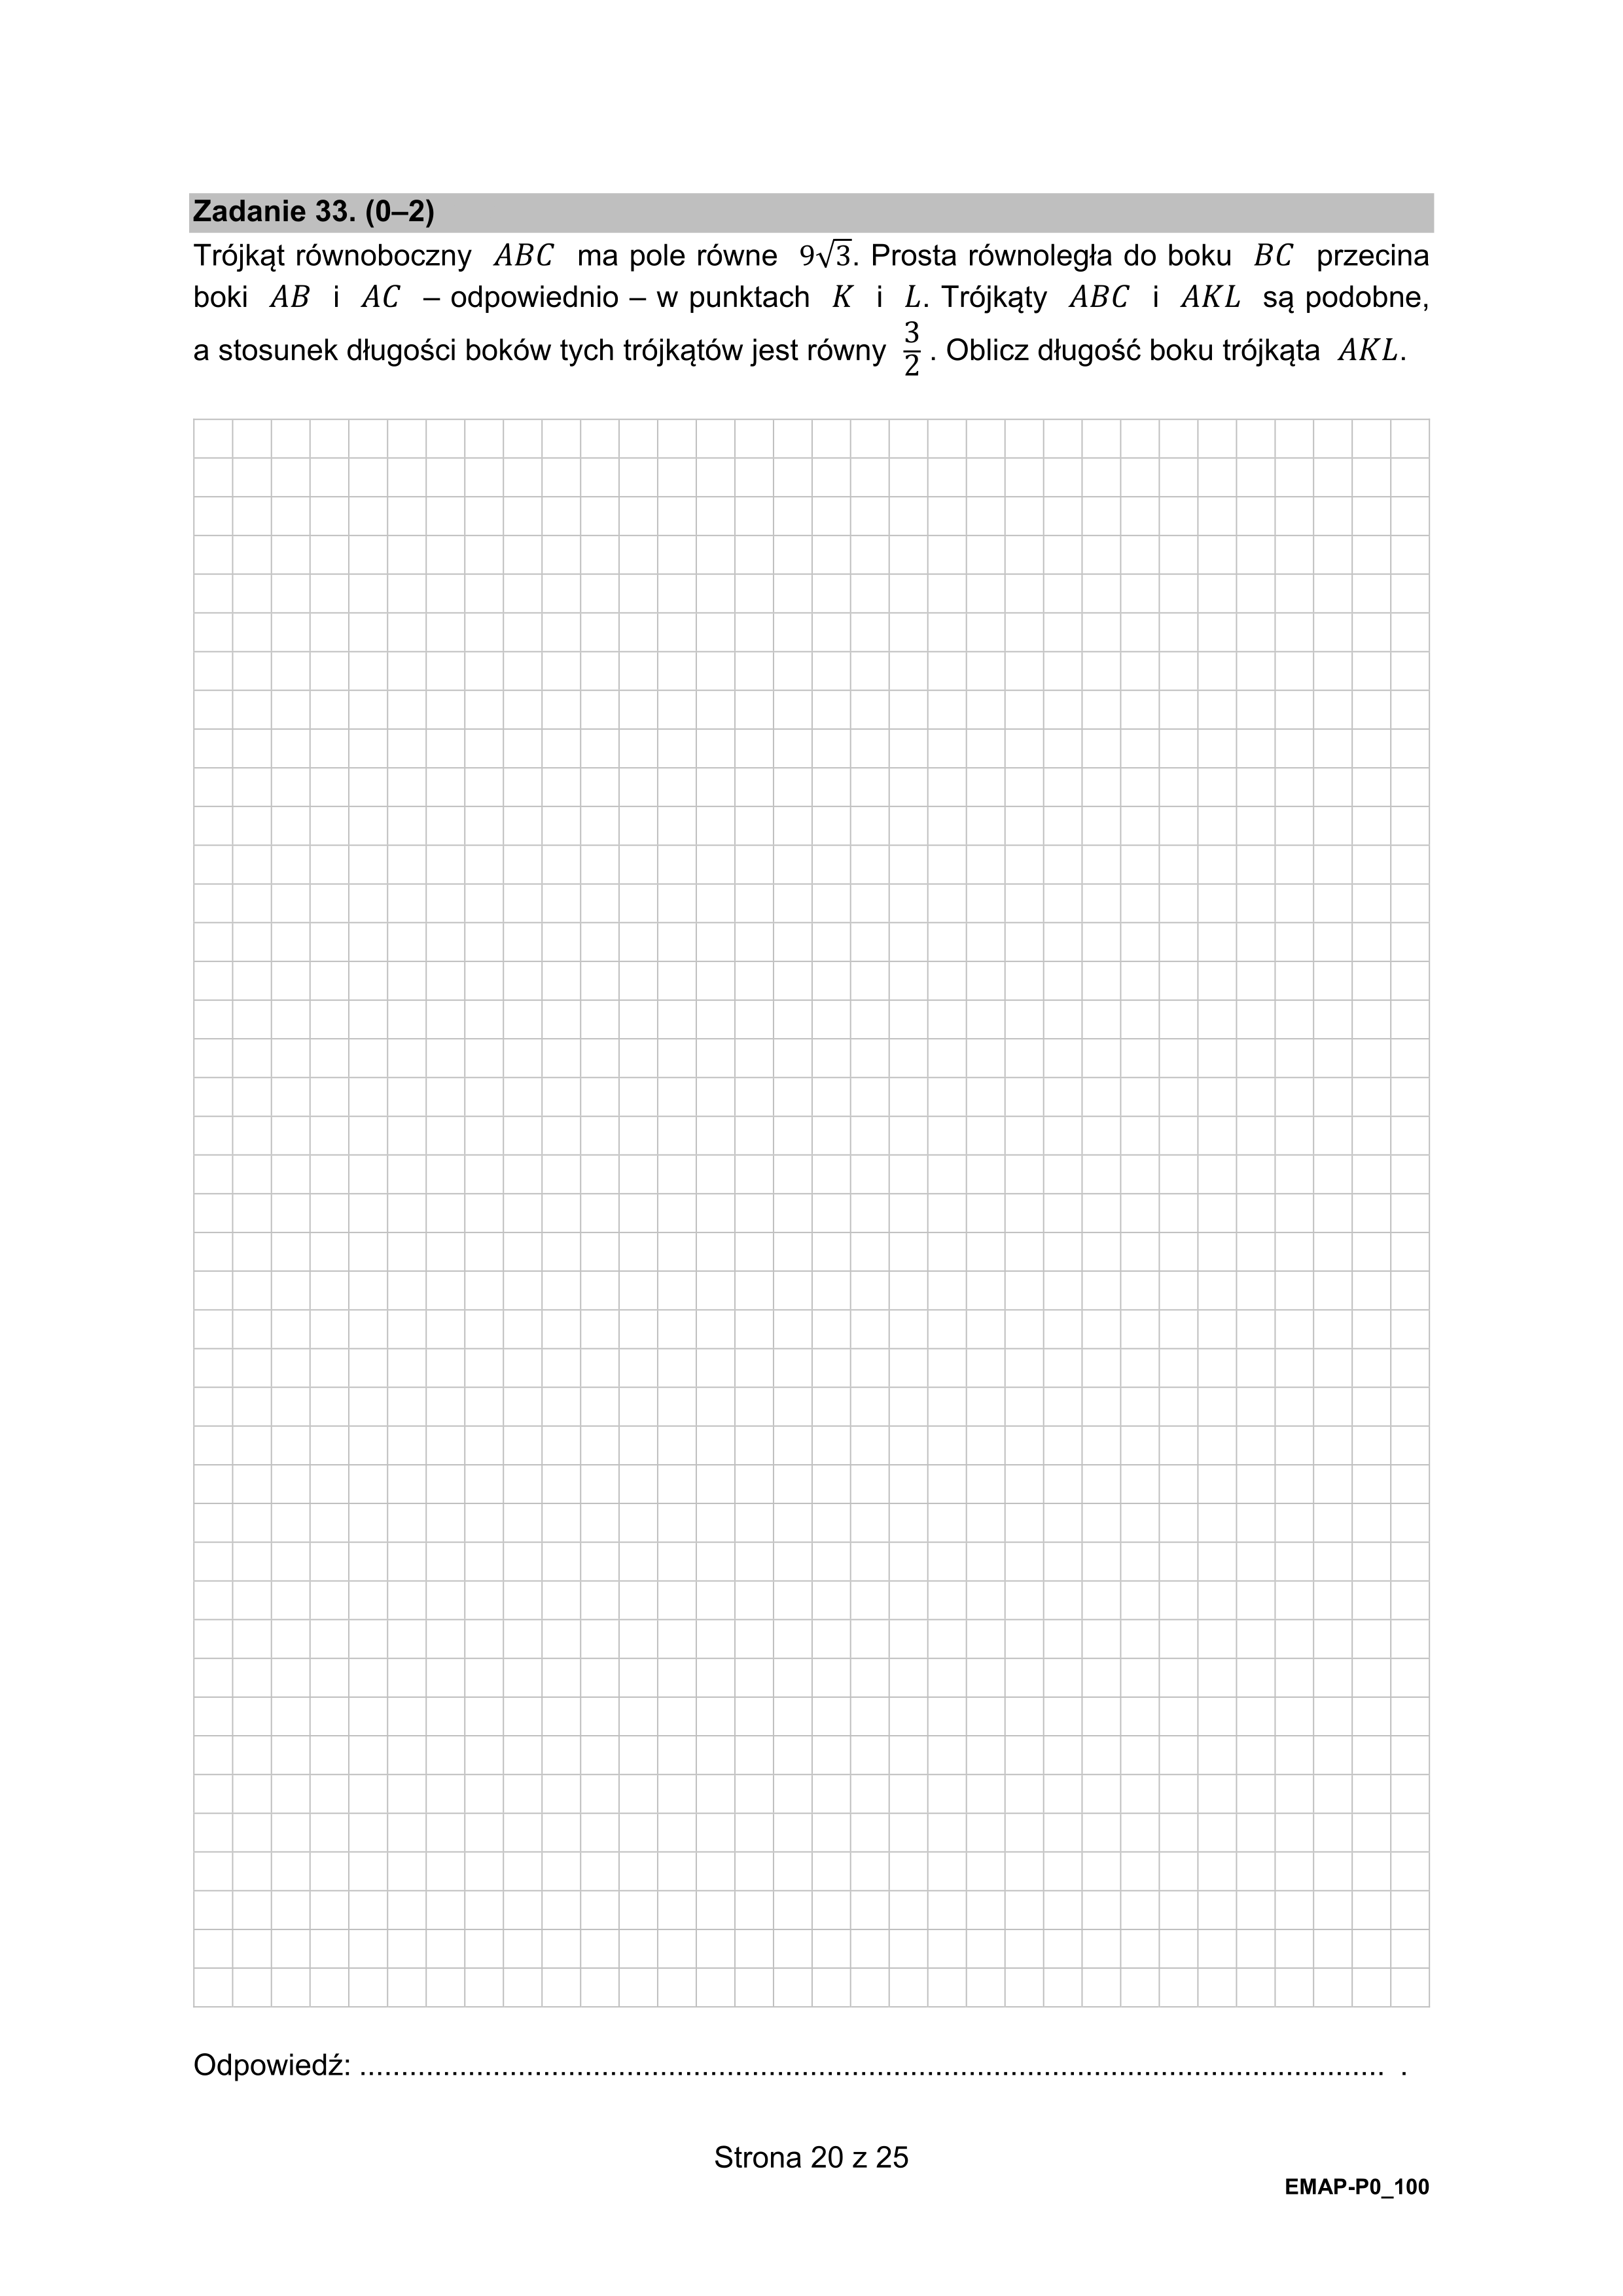 Zadanie 33. (0–2)
Trójkąt równoboczny ABC ma pole równe 9√3. Prosta równoległa do boku BC przecina
boki AB i AC – odpowiednio – w punktach K i L. Trójkąty ABC i AKL są podobne,
a stosunek długości boków tych trójkątów jest równy 3/2. Oblicz długość boku trójkąta AKL.
Odpowiedź: ............................................................................................................................ .
Strona 20 z 25
EMAP-P0_100